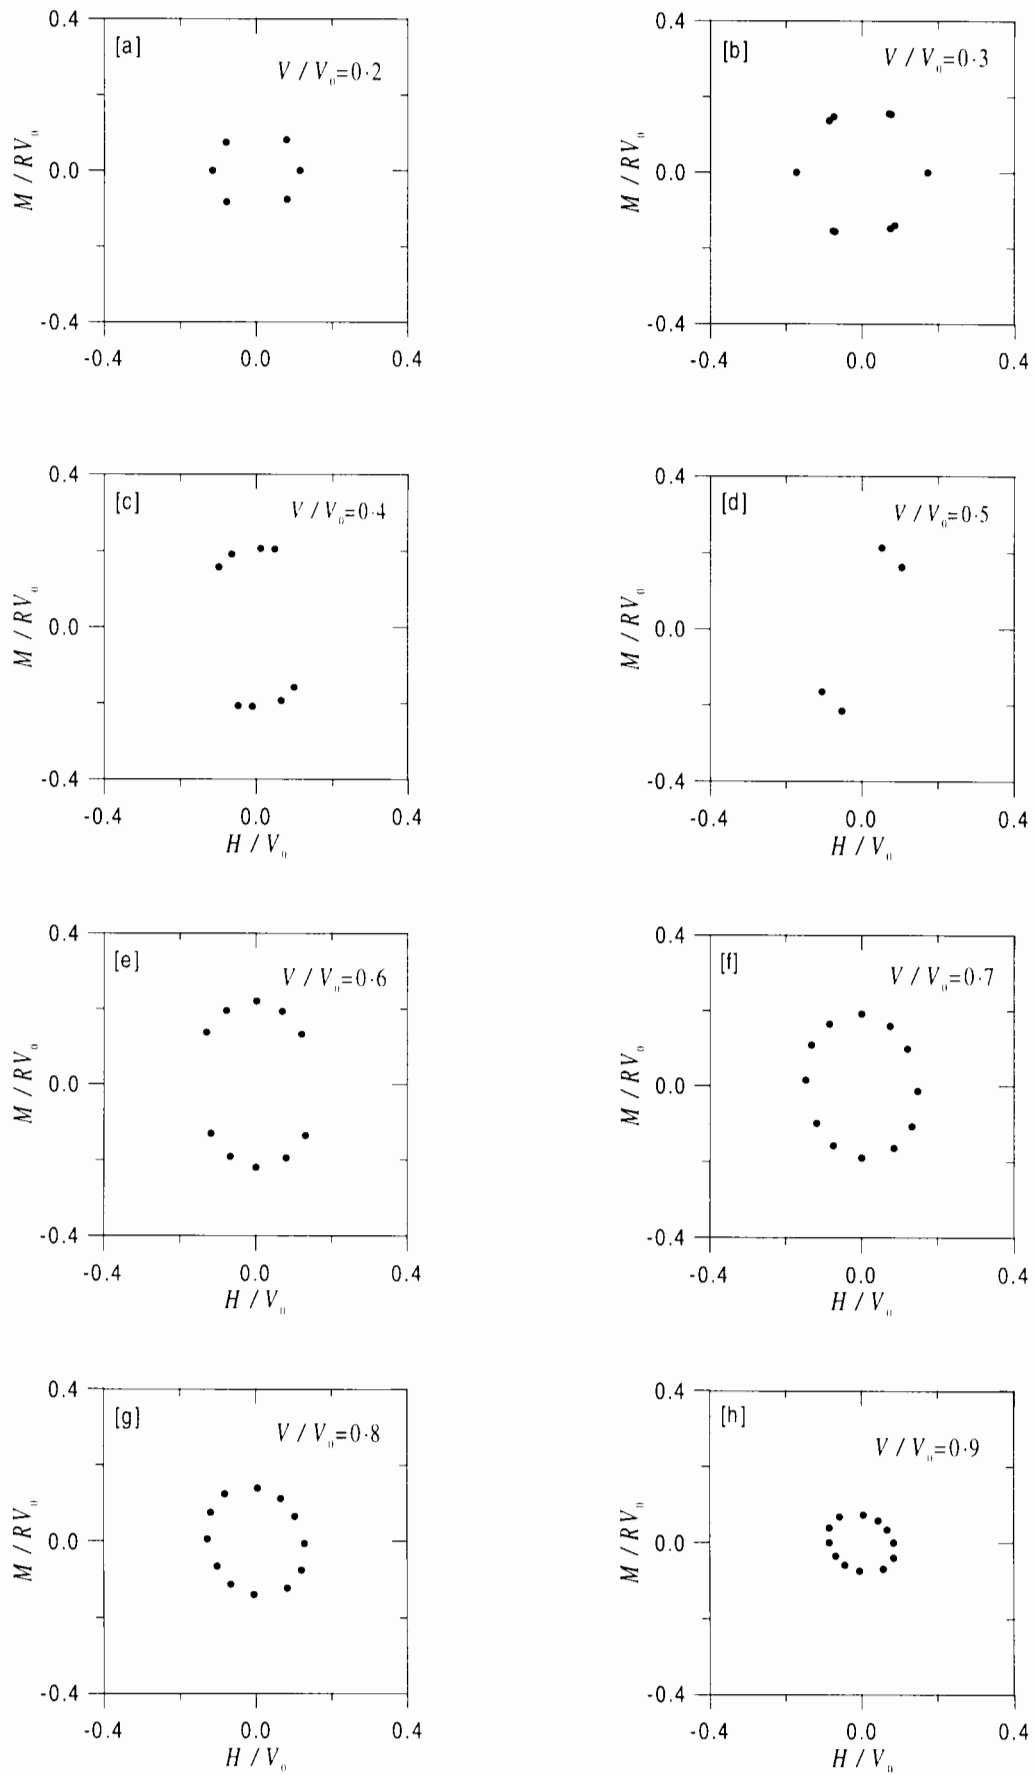 0.4
[a]
V / V₀=0·2
M / RV₀
0.0
-0.4
-0.4
0.0
0.4
0.4
[b]
V / V₀=0·3
M / RV₀
0.0
-0.4
-0.4
0.0
0.4
0.4
[c]
V / V₀=0·4
M / RV₀
0.0
-0.4
-0.4
0.0
0.4
H / V₀
0.4
[d]
V / V₀=0·5
M / RV₀
0.0
-0.4
-0.4
0.0
0.4
H / V₀
0.4
[e]
V / V₀=0·6
M / RV₀
0.0
-0.4
-0.4
0.0
0.4
H / V₀
0.4
[f]
V / V₀=0·7
M / RV₀
0.0
-0.4
-0.4
0.0
0.4
H / V₀
0.4
[g]
V / V₀=0·8
M / RV₀
0.0
-0.4
-0.4
0.0
0.4
H / V₀
0.4
[h]
V / V₀=0·9
M / RV₀
0.0
-0.4
-0.4
0.0
0.4
H / V₀